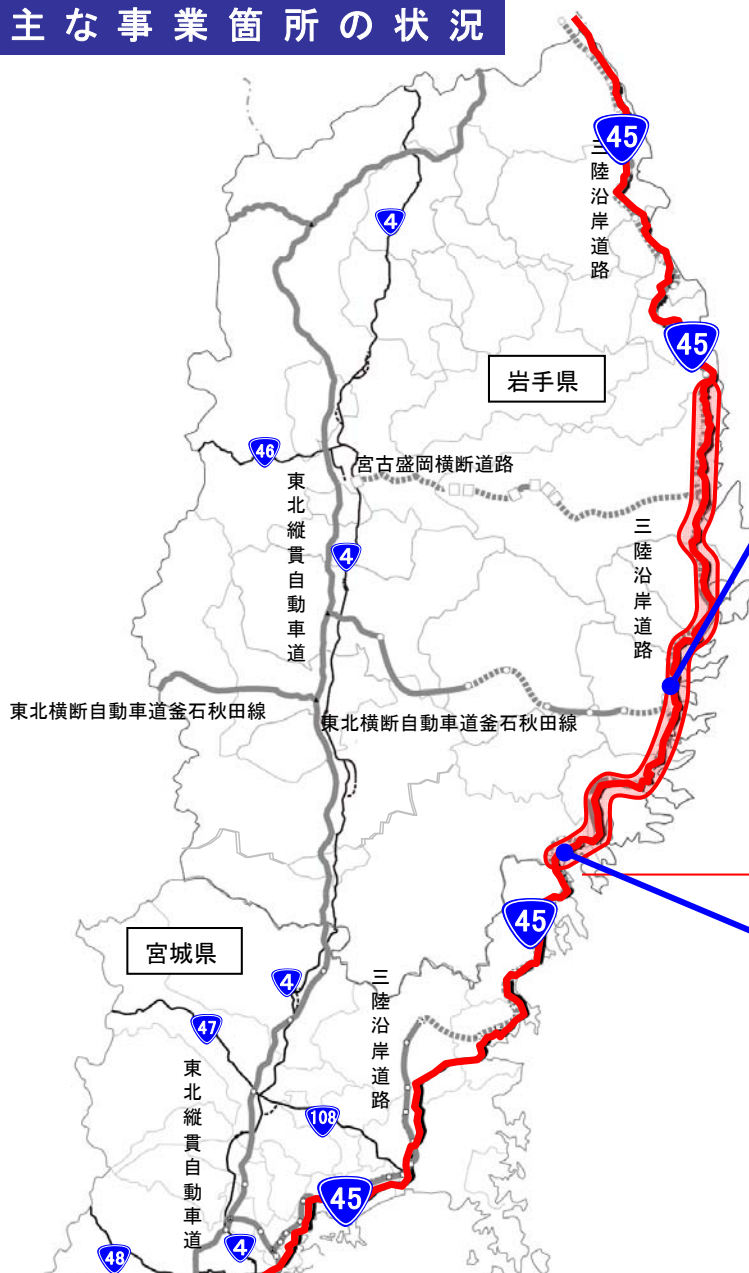 主な事業箇所の状況
45
三陸沿岸道路
4
45
岩手県
46
宮古盛岡横断道路
東北縦貫自動車道
三陸沿岸道路
4
東北横断自動車道釜石秋田線
東北横断自動車道釜石秋田線
45
宮城県
4
三陸沿岸道路
47
東北縦貫自動車道
108
45
4
48